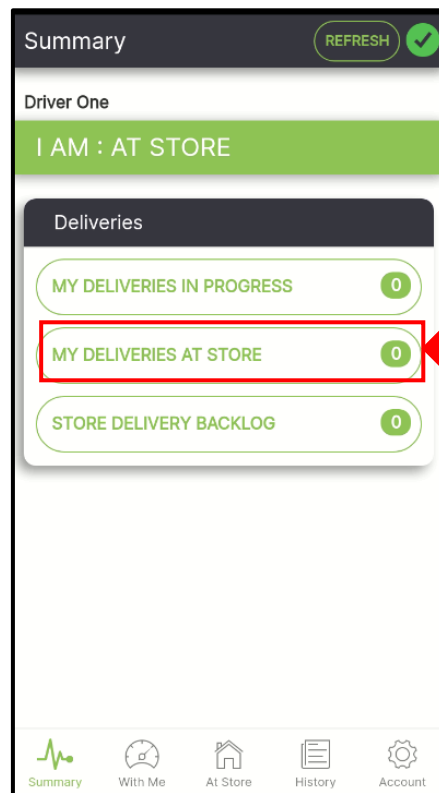 Summary
REFRESH
Driver One
I AM : AT STORE
Deliveries
MY DELIVERIES IN PROGRESS 0
MY DELIVERIES AT STORE 0
STORE DELIVERY BACKLOG 0
Summary With Me At Store History Account